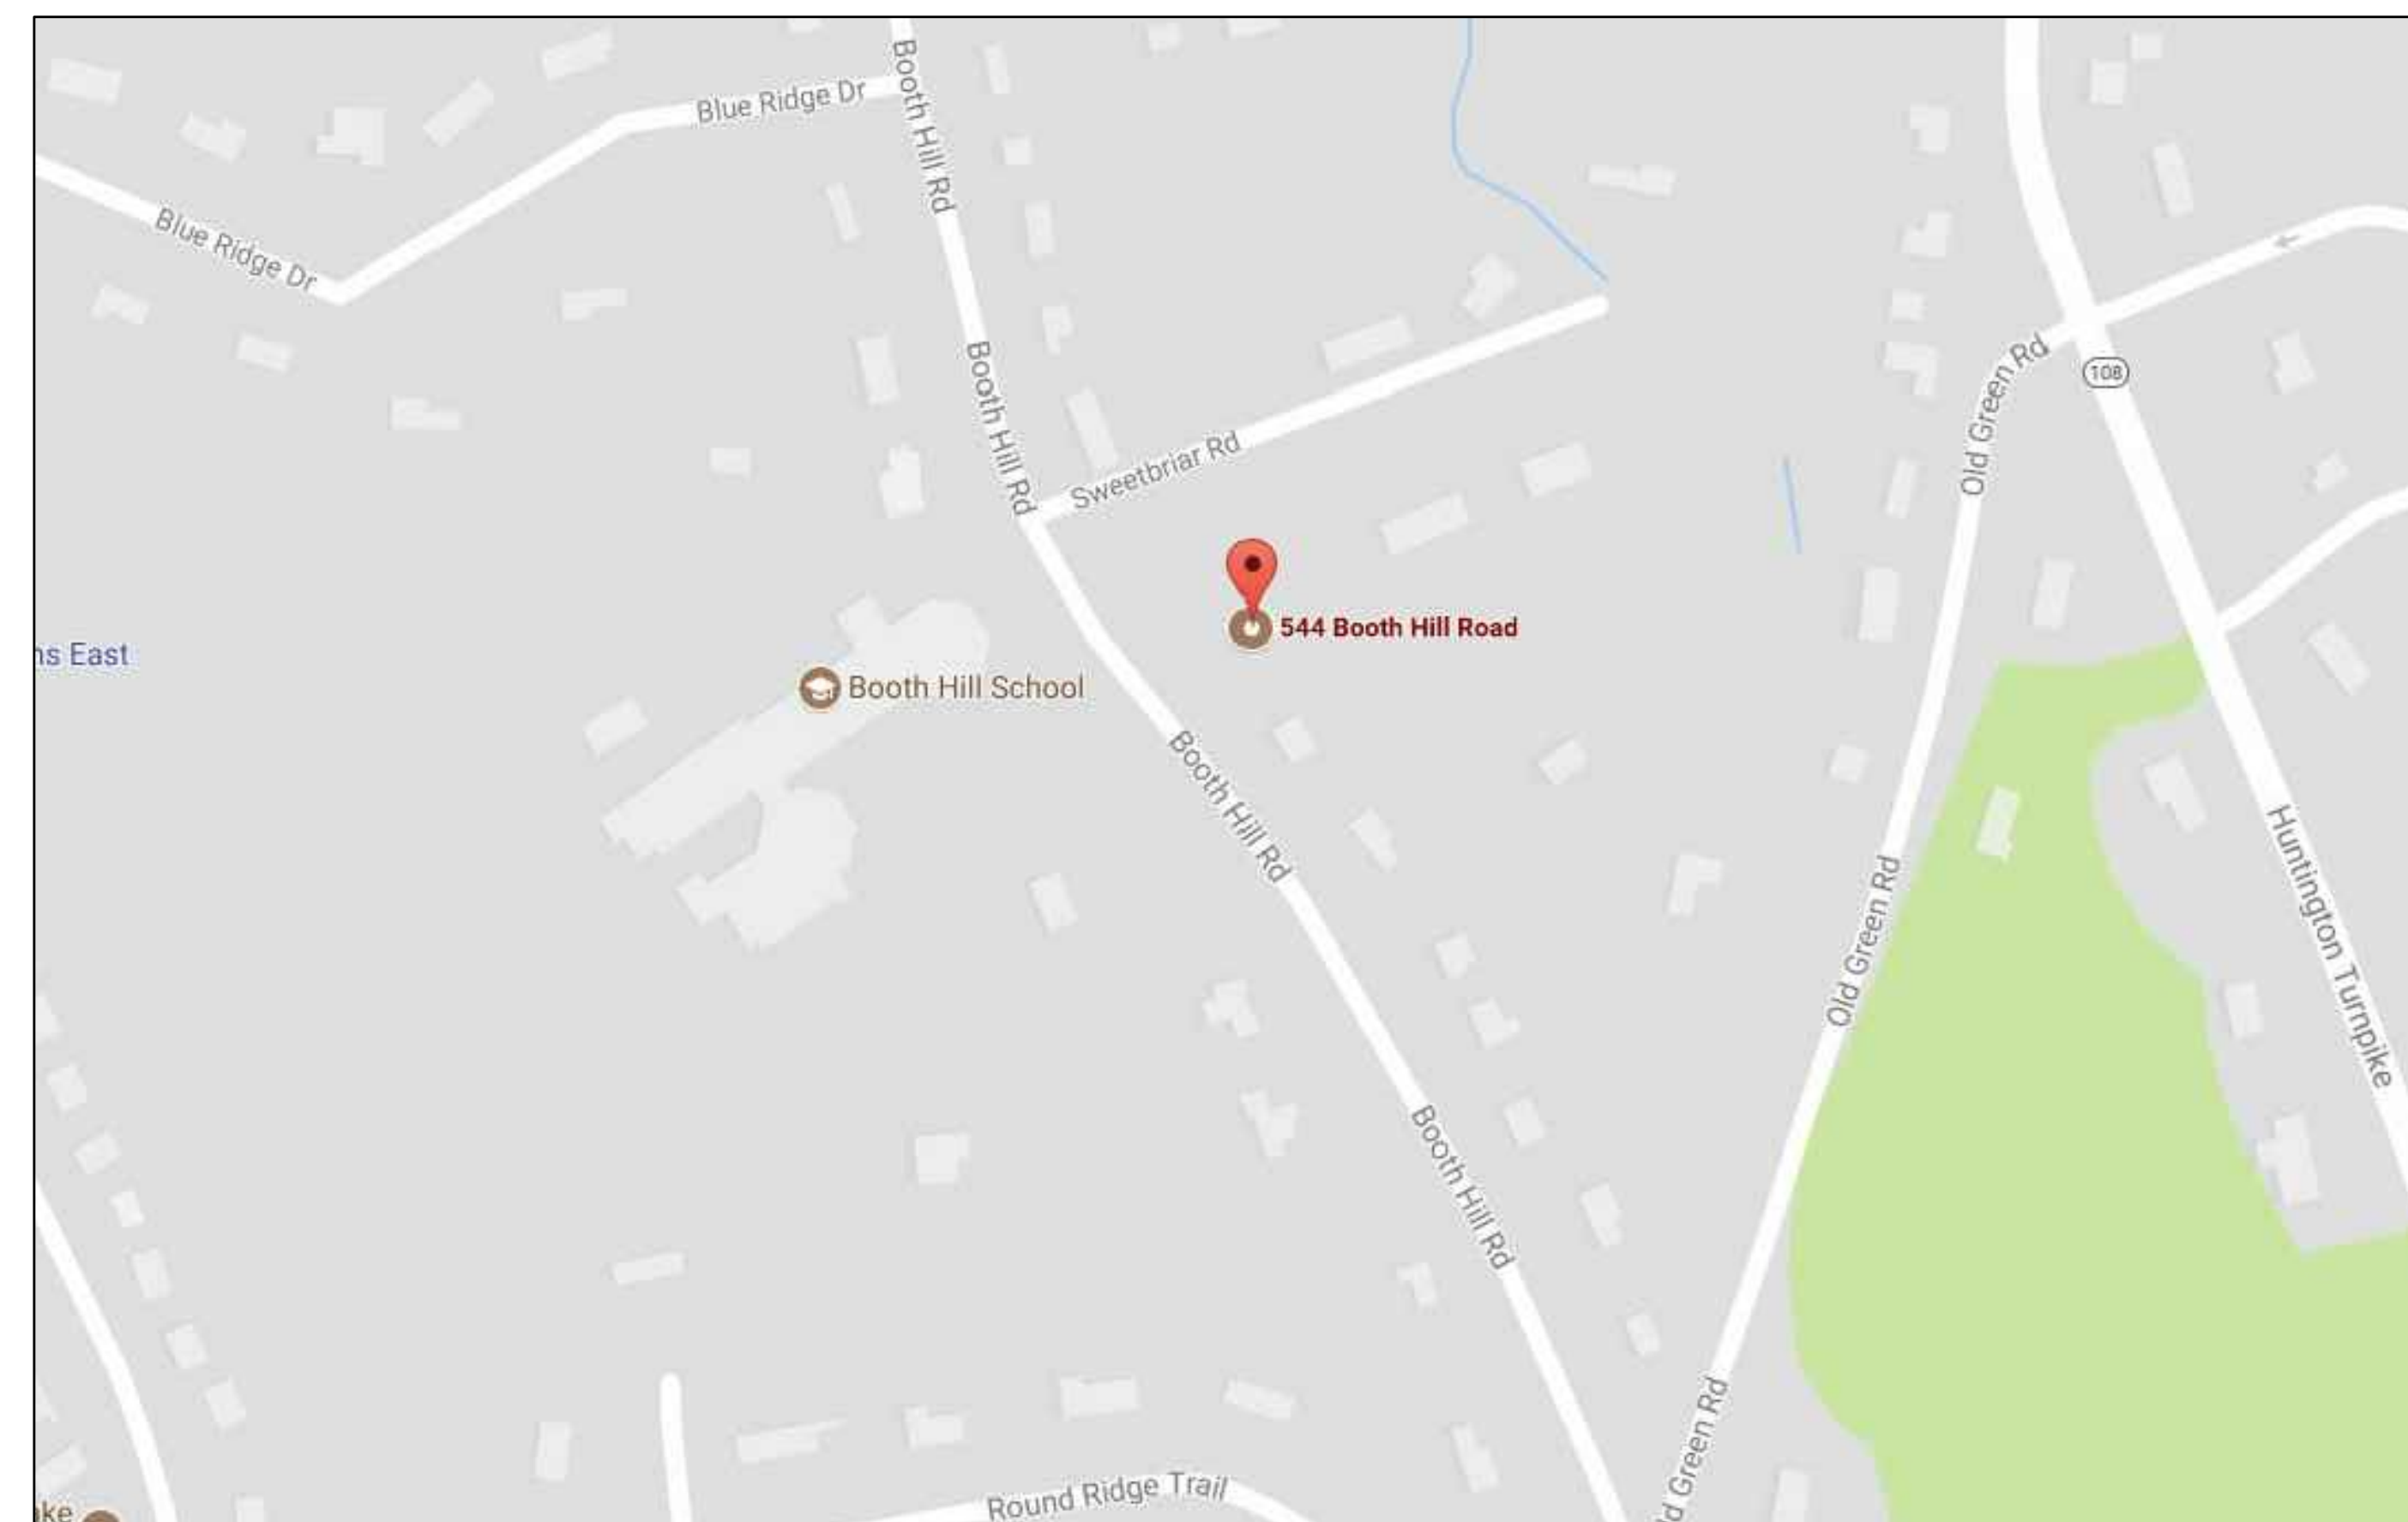 Booth Hill Rd
Blue Ridge Dr
Blue Ridge Dr
Booth Hill Rd
Sweetbriar Rd
Old Green Rd
108
544 Booth Hill Road
ns East
Booth Hill School
Booth Hill Rd
Huntington Turnpike
Old Green Rd
Booth Hill Rd
ld Green Rd
Round Ridge Trail
ke